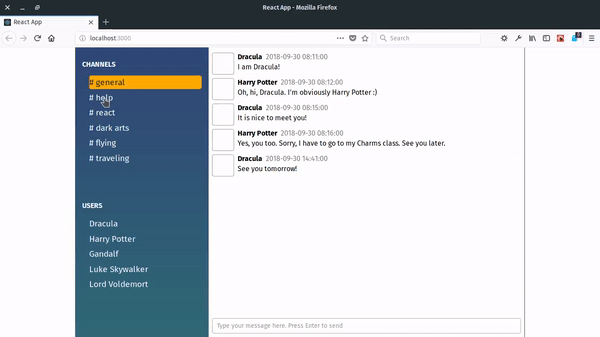 React App - Mozilla Firefox
React App
localhost:3000
Search
CHANNELS
# general
# help
# react
# dark arts
# flying
# traveling
USERS
Dracula
Harry Potter
Gandalf
Luke Skywalker
Lord Voldemort
Dracula 2018-09-30 08:11:00
I am Dracula!
Harry Potter 2018-09-30 08:12:00
Oh, hi, Dracula. I'm obviously Harry Potter :)
Dracula 2018-09-30 08:15:00
It is nice to meet you!
Harry Potter 2018-09-30 08:16:00
Yes, you too. Sorry, I have to go to my Charms class. See you later.
Dracula 2018-09-30 14:41:00
See you tomorrow!
Type your message here. Press Enter to send